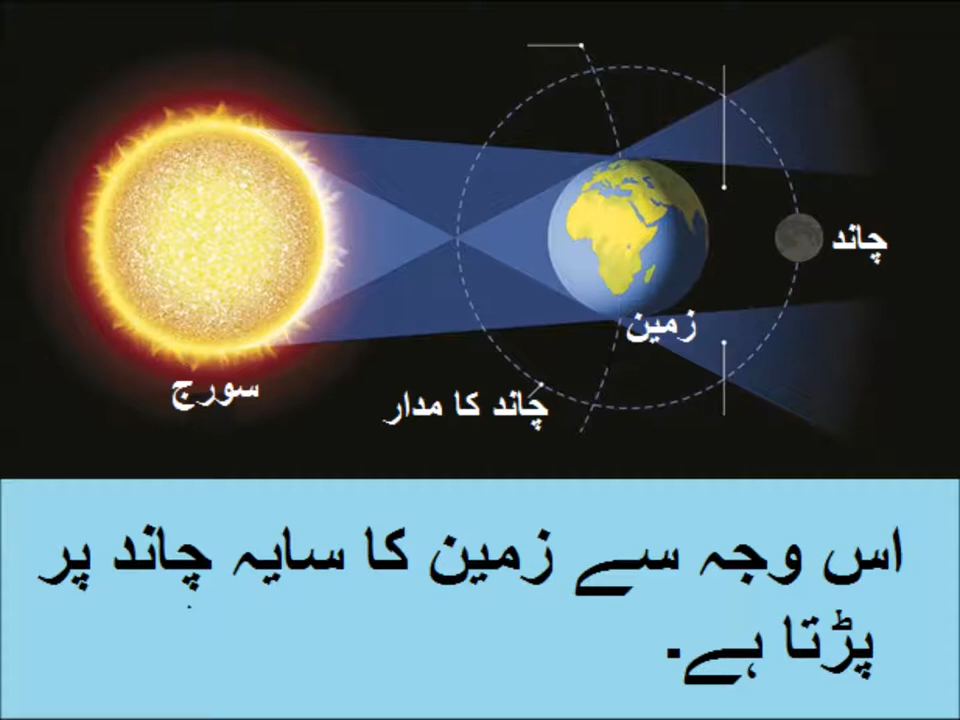 چاند
زمین
سورج
چاند کا مدار
اس وجہ سے زمین کا سایہ چاند پر
پڑتا ہے۔